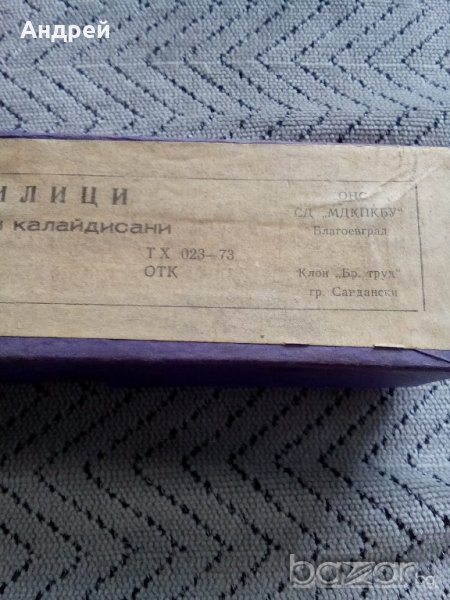 Андрей
ИЛИЦИ
и калайдисани
ТХ 023—73
ОТК
ОНС
СД „МДКПКБУ"
Благоевград
Клон „Бр. труд"
гр. Сандански
bazar.bg